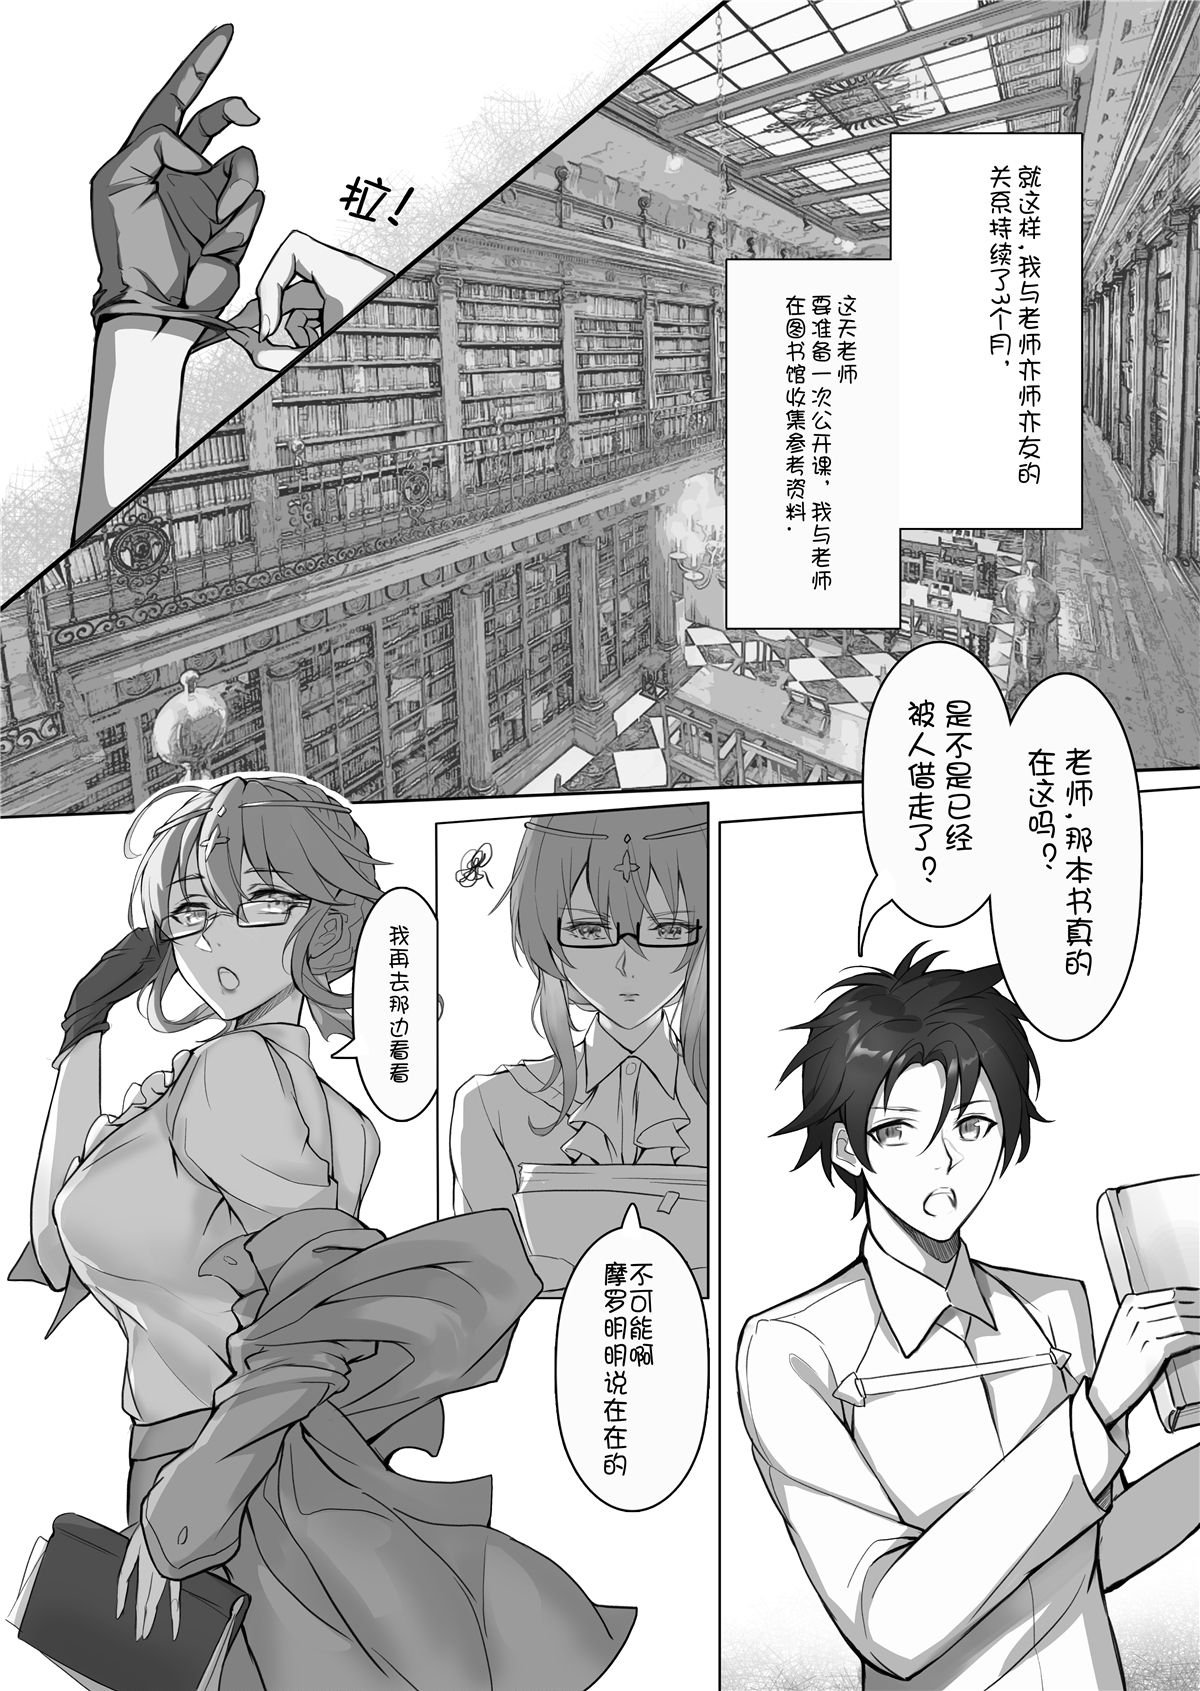 就这样，我与老师亦师亦友的
关系持续了3个月，
这天老师
要准备一次公开课，我与老师
在图书馆收集参考资料．
拉！
老师，那本书真的
在这吗？
是不是已经
被人借走了？
不可能啊
摩罗明明说在在的
我再去那边看看